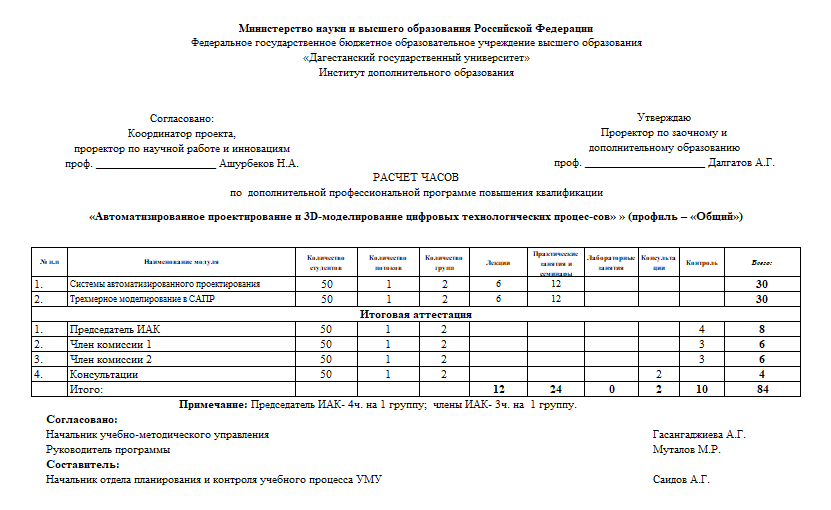 Министерство науки и высшего образования Российской Федерации
Федеральное государственное бюджетное образовательное учреждение высшего образования
«Дагестанский государственный университет»
Институт дополнительного образования
Согласовано:
Координатор проекта,
проректор по научной работе и инновациям
проф. ______________________ Ашурбеков Н.А.
Утверждаю
Проректор по заочному и
дополнительному образованию
проф. ______________________ Далгатов А.Г.
РАСЧЕТ ЧАСОВ
по дополнительной профессиональной программе повышения квалификации
«Автоматизированное проектирование и 3D-моделирование цифровых технологических процес-сов» » (профиль – «Общий»)
№ п.п Наименование модуля Количество студентов Количество потоков Количество групп Лекции Практические занятия и семинары Лабораторные занятия Консультации Контроль Всего:
1. Системы автоматизированного проектирования 50 1 2 6 12 30
2. Трехмерное моделирование в САПР 50 1 2 6 12 30
Итоговая аттестация
1. Председатель ИАК 50 1 2 4 8
2. Член комиссии 1 50 1 2 3 6
3. Член комиссии 2 50 1 2 3 6
4. Консультации 50 1 2 2 4
Итого: 12 24 0 2 10 84
Примечание: Председатель ИАК- 4ч. на 1 группу; члены ИАК- 3ч. на 1 группу.
Согласовано:
Начальник учебно-методического управления Гасангаджиева А.Г.
Руководитель программы Муталов М.Р.
Составитель:
Начальник отдела планирования и контроля учебного процесса УМУ Саидов А.Г.